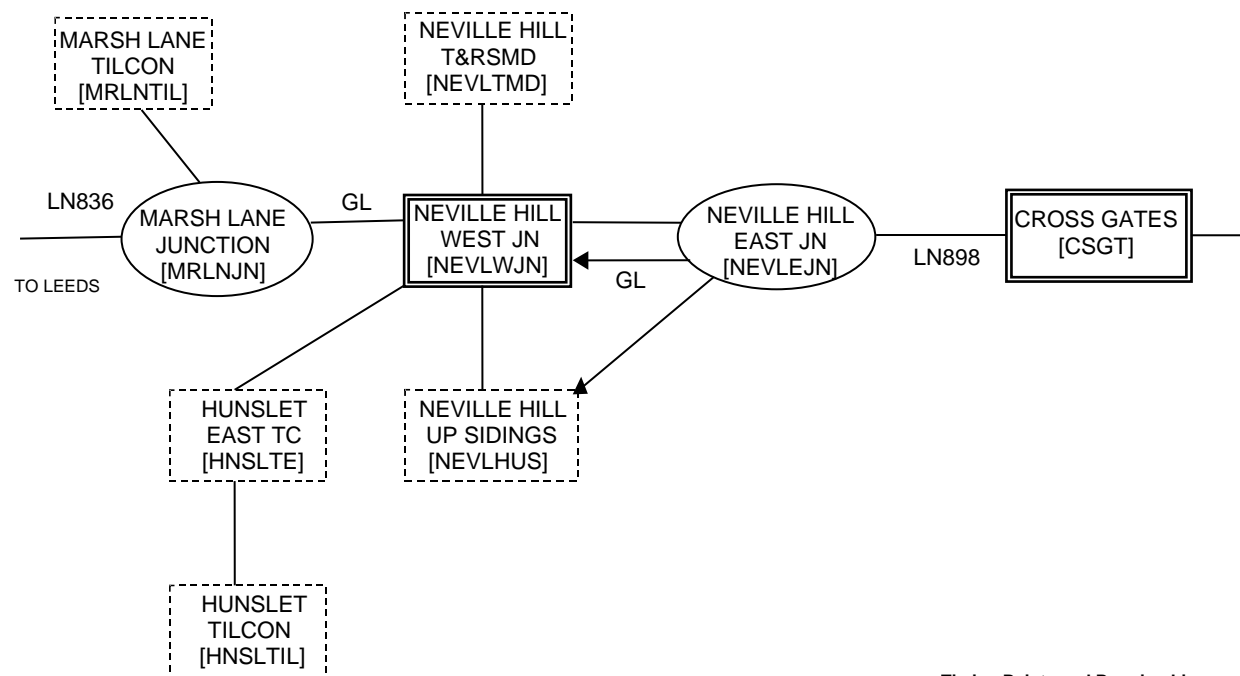 MARSH LANE
TILCON
[MRLNTIL]
NEVILLE HILL
T&RSMD
[NEVLTMD]
LN836
MARSH LANE
JUNCTION
[MRLNJN]
GL
NEVILLE HILL
WEST JN
[NEVLWJN]
GL
NEVILLE HILL
EAST JN
[NEVLEJN]
LN898
CROSS GATES
[CSGT]
TO LEEDS
HUNSLET
EAST TC
[HNSLTE]
NEVILLE HILL
UP SIDINGS
[NEVLHUS]
HUNSLET
TILCON
[HNSLTIL]